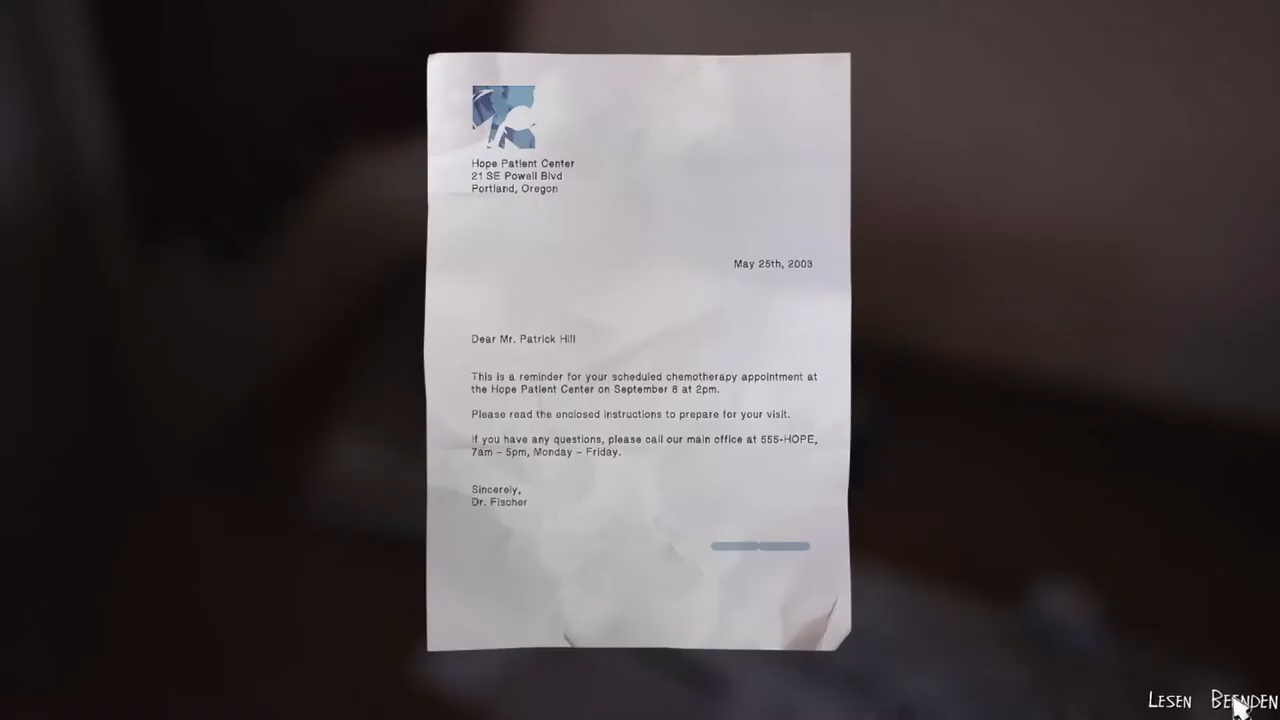 Hope Patient Center
21 SE Powell Blvd
Portland, Oregon
May 25th, 2003
Dear Mr. Patrick Hill
This is a reminder for your scheduled chemotherapy appointment at
the Hope Patient Center on September 8 at 2pm.
Please read the enclosed instructions to prepare for your visit.
If you have any questions, please call our main office at 555-HOPE,
7am – 5pm, Monday – Friday.
Sincerely,
Dr. Fischer
LESEN BEENDEN